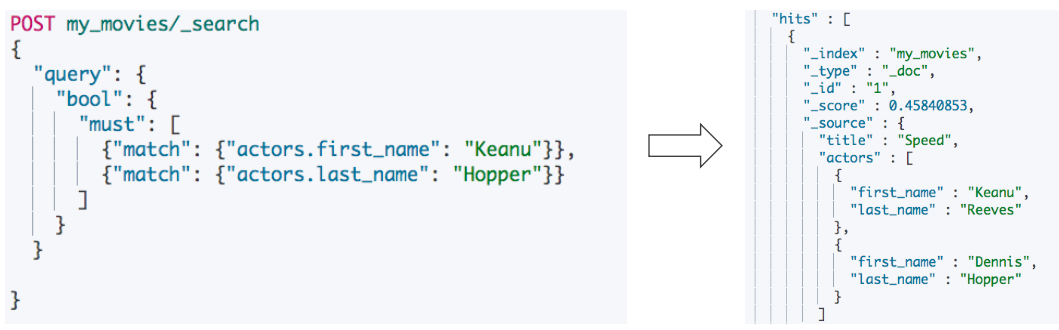 POST my_movies/_search
{
"query": {
"bool": {
"must": [
{"match": {"actors.first_name": "Keanu"}},
{"match": {"actors.last_name": "Hopper"}}
]
}
}
}
"hits" : [
{
"_index" : "my_movies",
"_type" : "_doc",
"_id" : "1",
"_score" : 0.45840853,
"_source" : {
"title" : "Speed",
"actors" : [
{
"first_name" : "Keanu",
"last_name" : "Reeves"
},
{
"first_name" : "Dennis",
"last_name" : "Hopper"
}
]